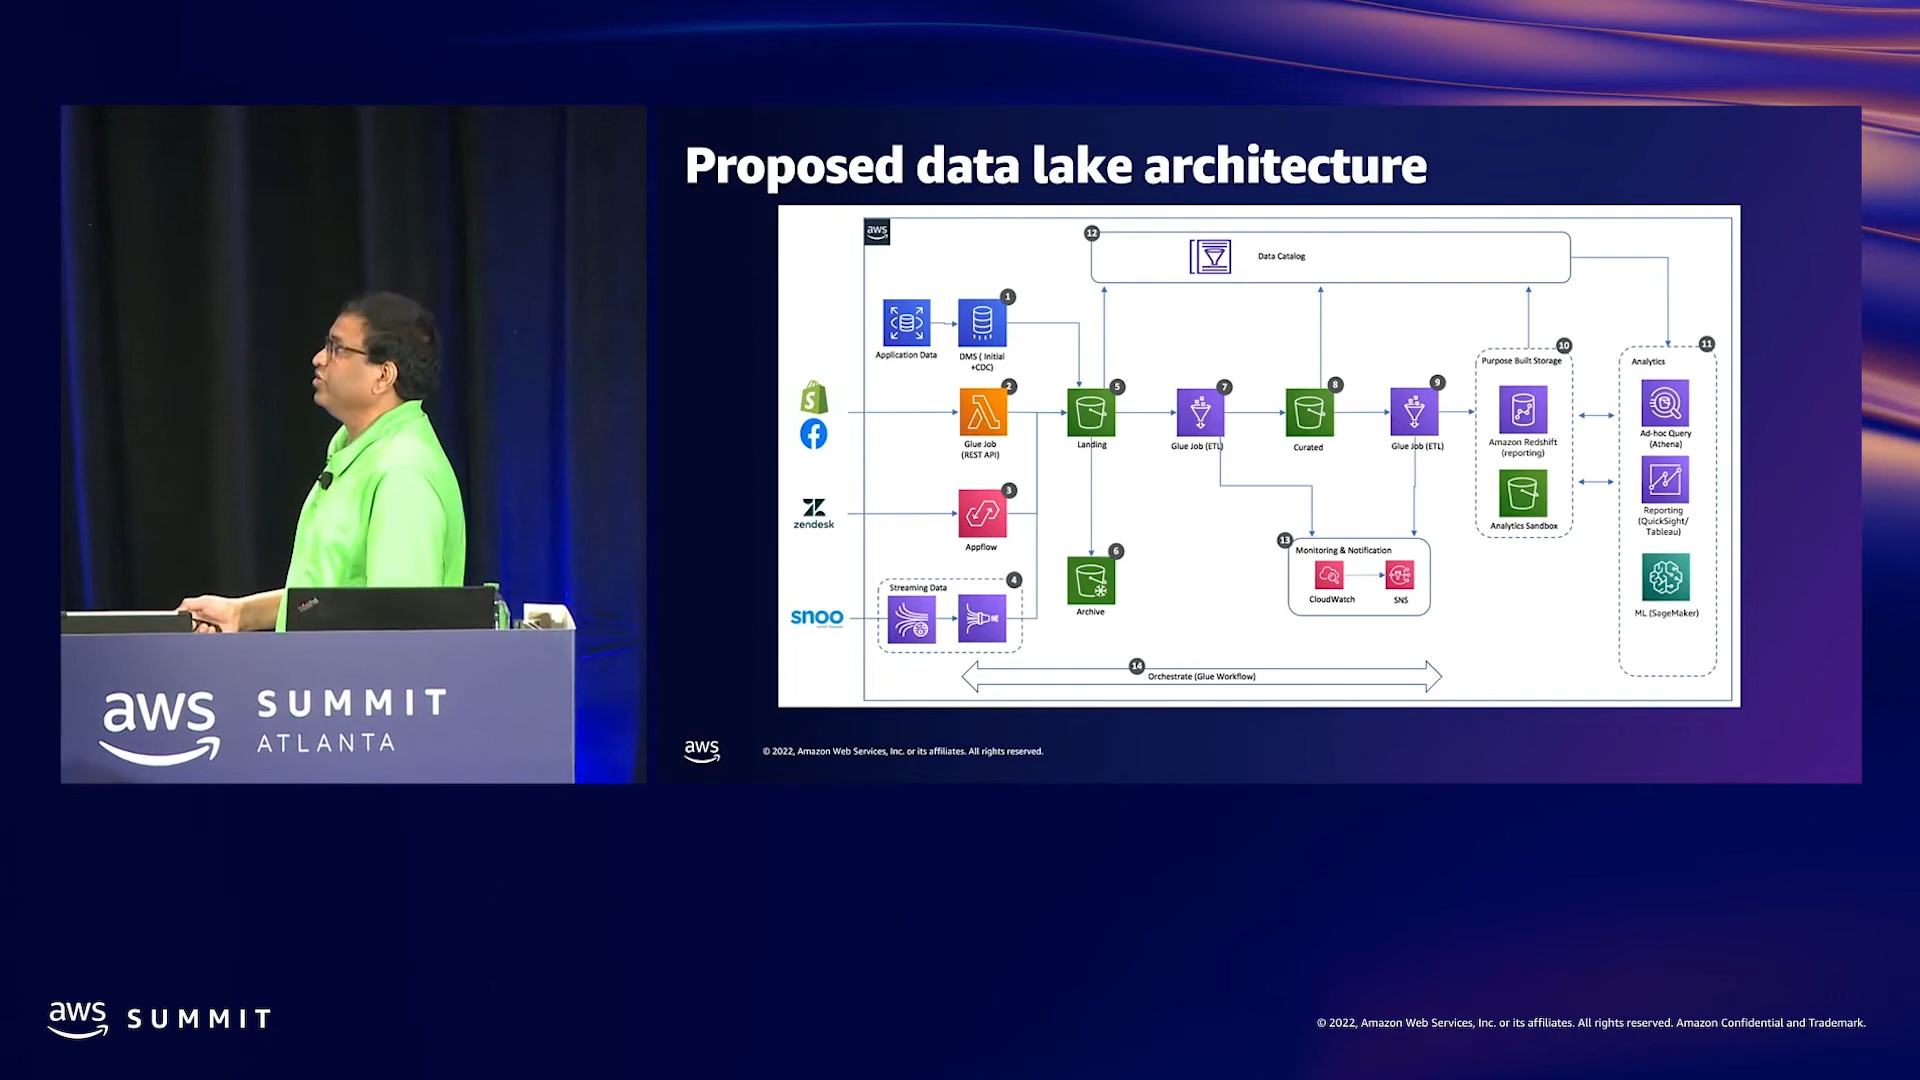 Proposed data lake architecture
aws
12
Data Catalog
1
Application Data
DMS ( Initial
+CDC)
10
Purpose Built Storage
11
Analytics
2
Glue Job
(REST API)
5
Landing
7
Glue Job (ETL)
8
Curated
9
Glue Job (ETL)
Amazon Redshift
(reporting)
Ad-hoc Query
(Athena)
zendesk
3
Appflow
Analytics Sandbox
Reporting
(QuickSight/
Tableau)
6
Archive
13
Monitoring & Notification
CloudWatch
SNS
ML (SageMaker)
snoo
4
Streaming Data
14
Orchestrate (Glue Workflow)
aws
© 2022, Amazon Web Services, Inc. or its affiliates. All rights reserved.
aws SUMMIT
ATLANTA
aws SUMMIT
© 2022, Amazon Web Services, Inc. or its affiliates. All rights reserved. Amazon Confidential and Trademark.